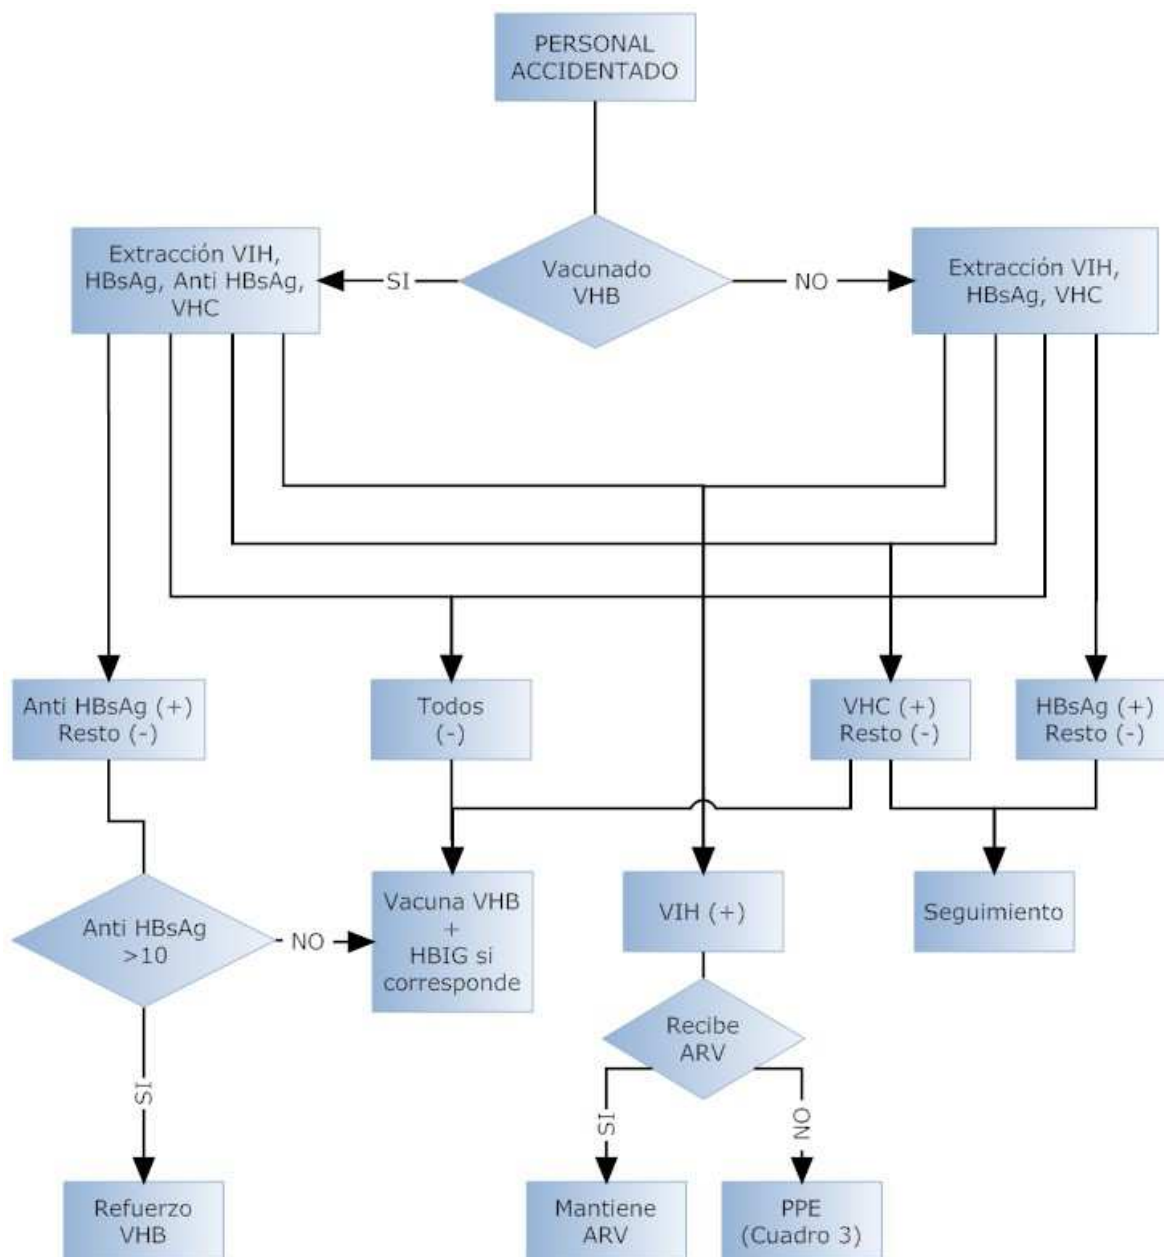 PERSONAL
ACCIDENTADO
Extracción VIH,
HBsAg, Anti HBsAg,
VHC
SI
Vacunado
VHB
NO
Extracción VIH,
HBsAg, VHC
Anti HBsAg (+)
Resto (-)
Todos
(-)
VHC (+)
Resto (-)
HBsAg (+)
Resto (-)
Anti HBsAg
>10
NO
Vacuna VHB
+
HBIG si
corresponde
VIH (+)
Seguimiento
Recibe
ARV
SI
SI
NO
Refuerzo
VHB
Mantiene
ARV
PPE
(Cuadro 3)